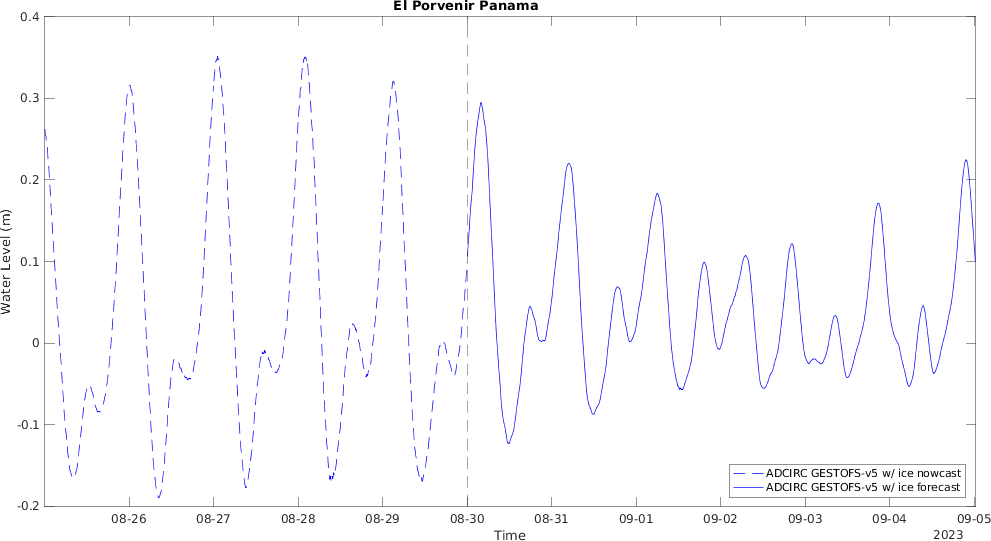 El Porvenir Panama
Water Level (m)
0.4
0.3
0.2
0.1
0
-0.1
-0.2
ADCIRC GESTOFS-v5 w/ ice nowcast
ADCIRC GESTOFS-v5 w/ ice forecast
08-26 08-27 08-28 08-29 08-30 08-31 09-01 09-02 09-03 09-04 09-05
Time
2023